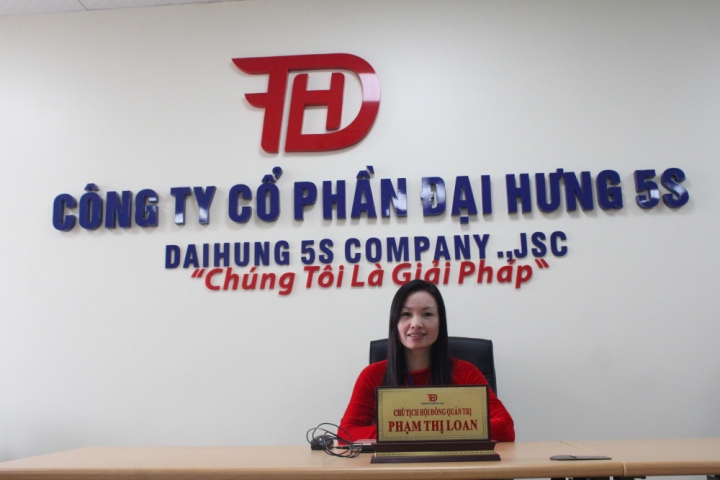 DH
CÔNG TY CỔ PHẦN ĐẠI HƯNG 5S
DAIHUNG 5S COMPANY .,JSC
"Chúng Tôi Là Giải Pháp"
CHỦ TỊCH HỘI ĐỒNG QUẢN TRỊ
PHẠM THỊ LOAN